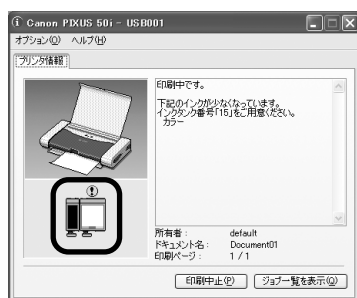 Canon PIXUS 50i - USB001
オプション(O) ヘルプ(H)
プリンタ情報
印刷中です。
下記のインクが少なくなっています。
インクタンク番号「15」をご用意ください。
カラー
所有者 : default
ドキュメント名 : Document01
印刷ページ : 1 / 1
印刷中止(P) ジョブ一覧を表示(Q)